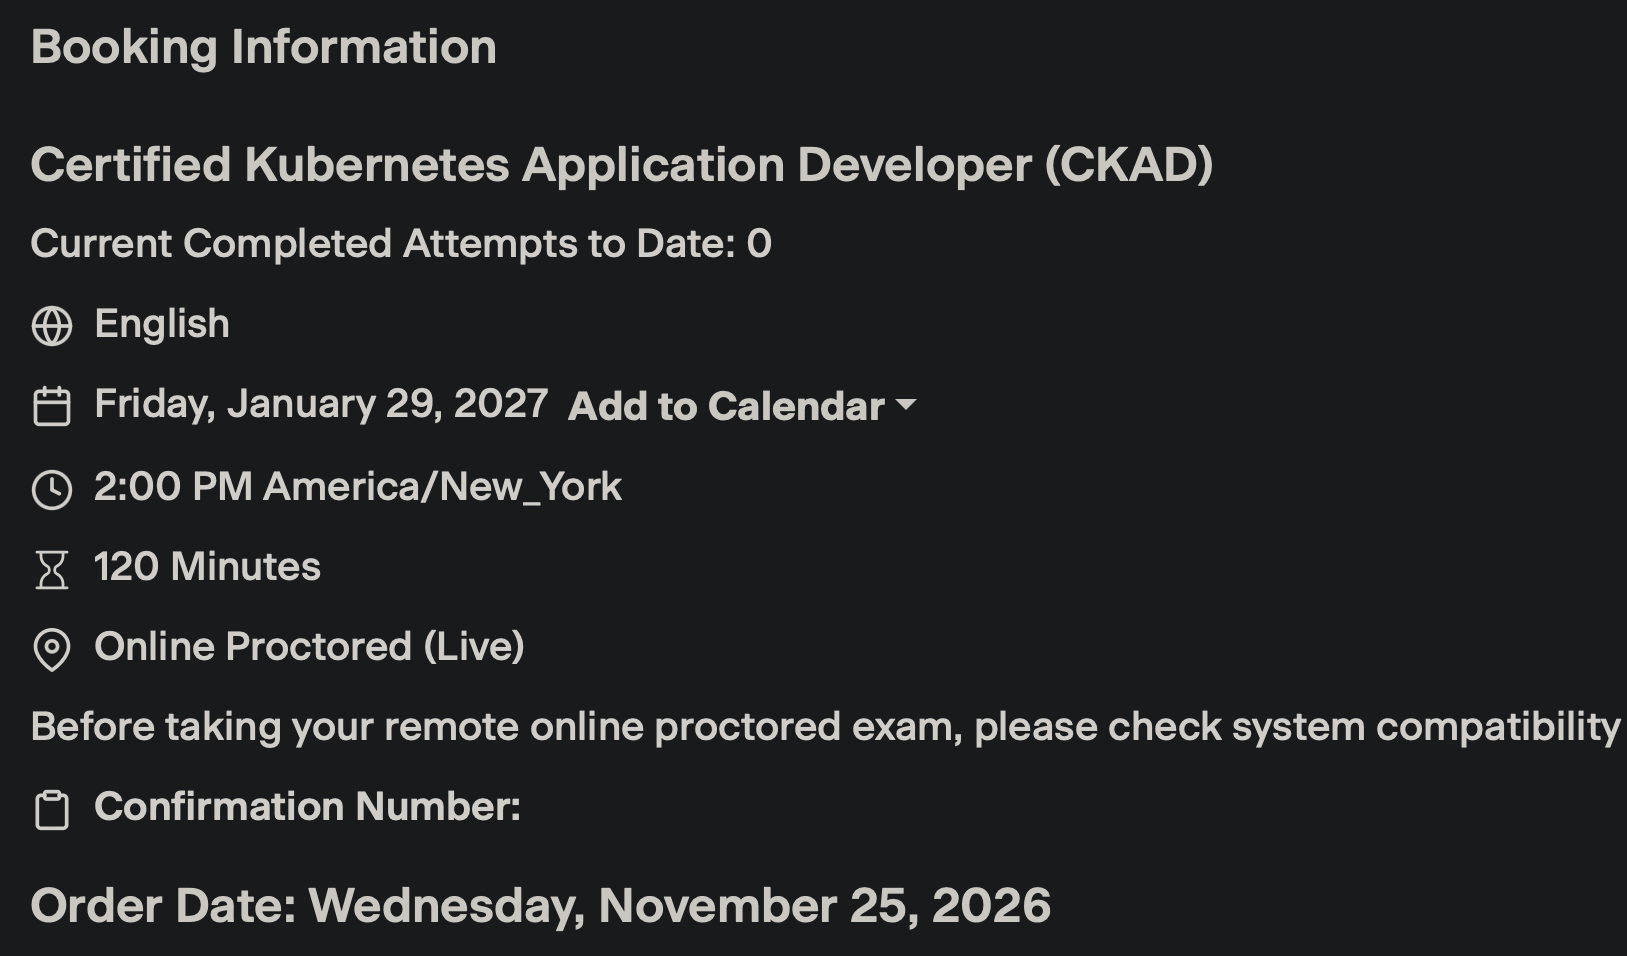 Booking Information
Certified Kubernetes Application Developer (CKAD)
Current Completed Attempts to Date: 0
English
Friday, January 29, 2027 Add to Calendar
2:00 PM America/New_York
120 Minutes
Online Proctored (Live)
Before taking your remote online proctored exam, please check system compatibility
Confirmation Number:
Order Date: Wednesday, November 25, 2026